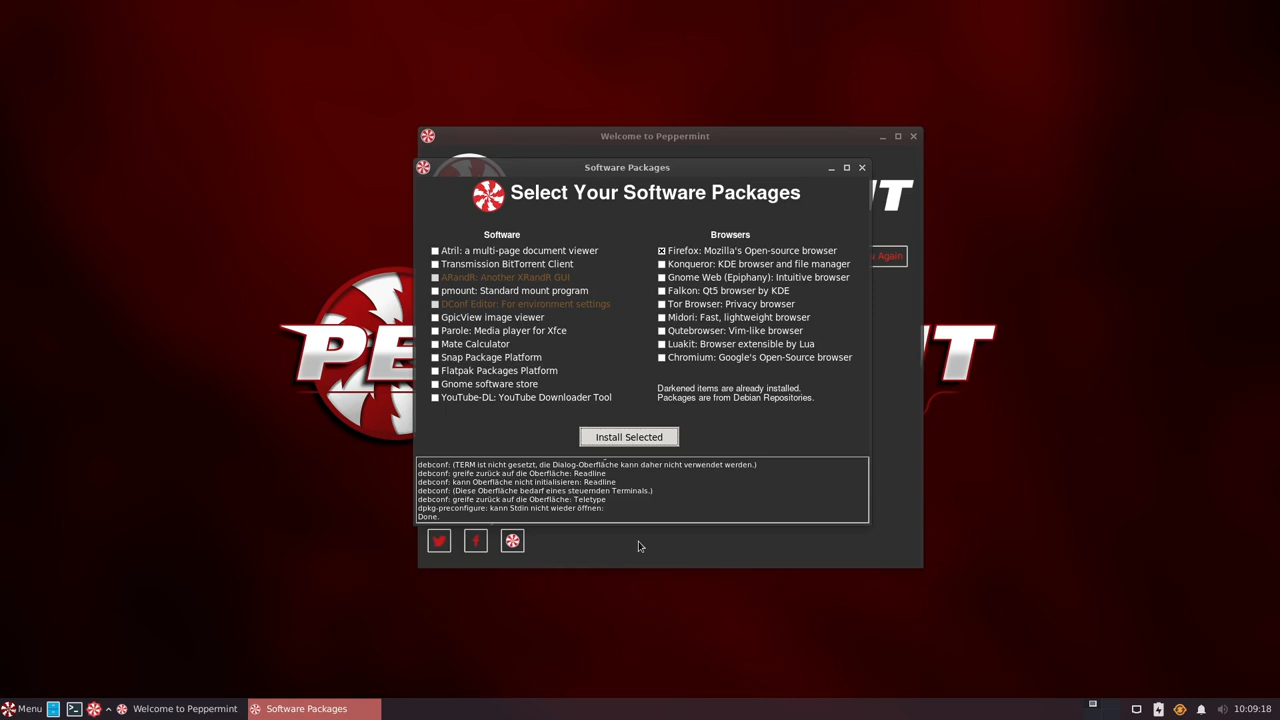 Welcome to Peppermint
Software Packages
Select Your Software Packages
Software
Atril: a multi-page document viewer
Transmission BitTorrent Client
ARandR: Another XRandR GUI
pmount: Standard mount program
DConf Editor: For environment settings
GpicView image viewer
Parole: Media player for Xfce
Mate Calculator
Snap Package Platform
Flatpak Packages Platform
Gnome software store
YouTube-DL: YouTube Downloader Tool
Browsers
Firefox: Mozilla's Open-source browser
Konqueror: KDE browser and file manager
Gnome Web (Epiphany): Intuitive browser
Falkon: Qt5 browser by KDE
Tor Browser: Privacy browser
Midori: Fast, lightweight browser
Qutebrowser: Vim-like browser
Luakit: Browser extensible by Lua
Chromium: Google's Open-Source browser
Darkened items are already installed.
Packages are from Debian Repositories.
Again
Install Selected
debconf: (TERM ist nicht gesetzt, die Dialog-Oberfläche kann daher nicht verwendet werden.)
debconf: greife zurück auf die Oberfläche: Readline
debconf: kann Oberfläche nicht initialisieren: Readline
debconf: (Diese Oberfläche bedarf eines steuernden Terminals.)
debconf: greife zurück auf die Oberfläche: Teletype
dpkg-preconfigure: kann Stdin nicht wieder öffnen:
Done.
PE
NT
Menu
Welcome to Peppermint
Software Packages
10:09:18